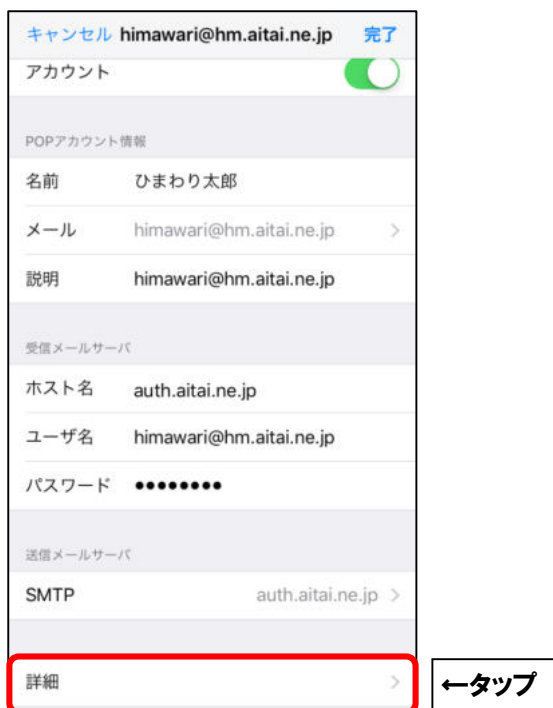 キャンセル himawari@hm.aitai.ne.jp 完了
アカウント
POPアカウント情報
名前 ひまわり太郎
メール himawari@hm.aitai.ne.jp >
説明 himawari@hm.aitai.ne.jp
受信メールサーバ
ホスト名 auth.aitai.ne.jp
ユーザ名 himawari@hm.aitai.ne.jp
パスワード ●●●●●●●●
送信メールサーバ
SMTP auth.aitai.ne.jp >
詳細 >
←タップ